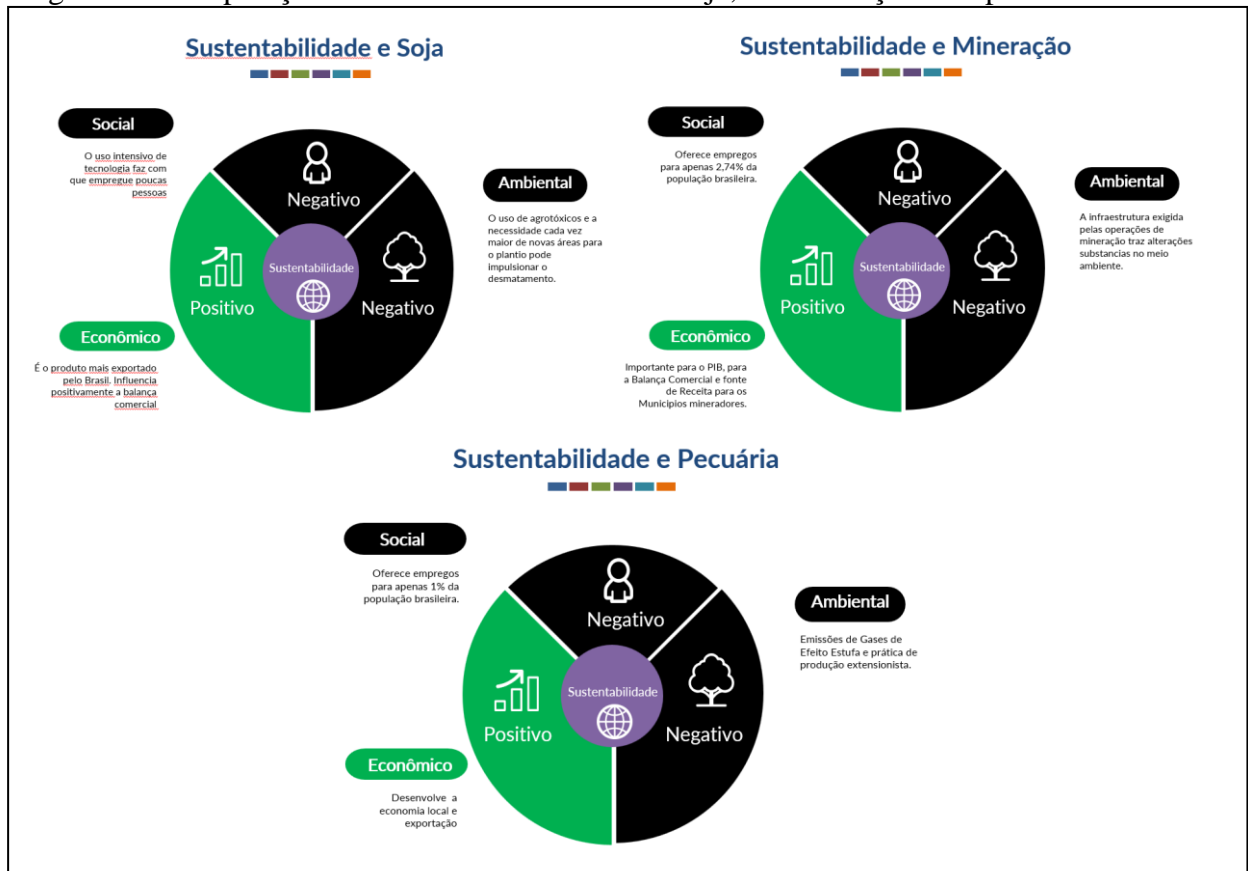 Sustentabilidade e Soja
Social
O uso intensivo de
tecnologia faz com
que empregue poucas
pessoas
Negativo
Ambiental
O uso de agrotóxicos e a
necessidade cada vez
maior de novas áreas para
o plantio pode
impulsionar o
desmatamento.
Sustentabilidade
Positivo
Negativo
Econômico
É o produto mais exportado
pelo Brasil. Influencia
positivamente a balança
comercial
Sustentabilidade e Mineração
Social
Oferece empregos
para apenas 2,74% da
população brasileira.
Negativo
Ambiental
A infraestrutura exigida
pelas operações de
mineração traz alterações
substancias no meio
ambiente.
Sustentabilidade
Positivo
Negativo
Econômico
Importante para o PIB, para
a Balança Comercial e fonte
de Receita para os
Municipios mineradores.
Sustentabilidade e Pecuária
Social
Oferece empregos
para apenas 1% da
população brasileira.
Negativo
Ambiental
Emissões de Gases de
Efeito Estufa e prática de
produção extensionista.
Sustentabilidade
Positivo
Negativo
Econômico
Desenvolve a
economia local e
exportação